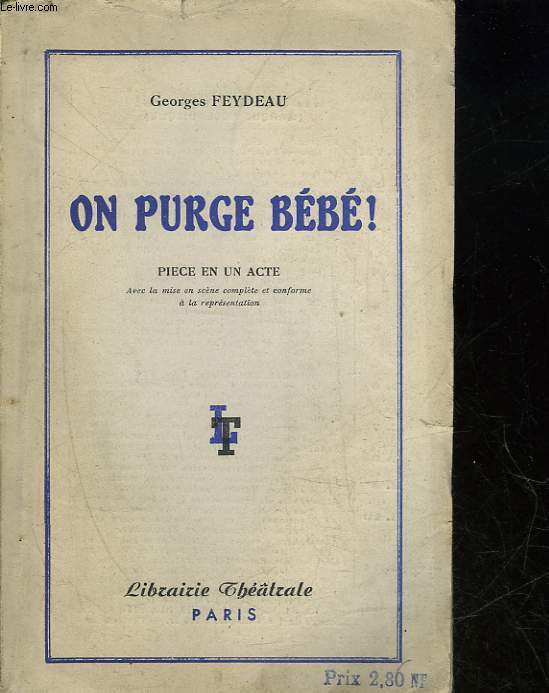 Le-livre.com
Georges FEYDEAU
ON PURGE BÉBÉ!
PIECE EN UN ACTE
Avec la mise en scène complète et conforme
à la représentation
LT
Librairie Théâtrale
PARIS
Prix 2,80 NF